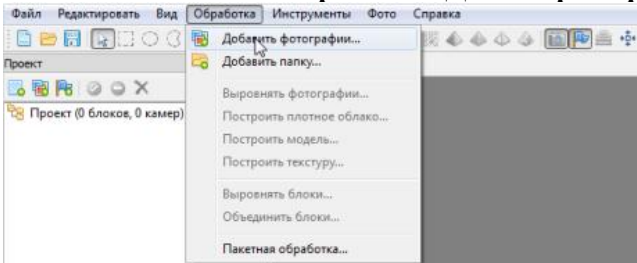 Файл Редактировать Вид Обработка Инструменты Фото Справка
Добавить фотографии...
Проект
Добавить папку...
Выровнять фотографии...
Проект (0 блоков, 0 камер)
Построить плотное облако...
Построить модель...
Построить текстуру...
Выровнять блоки...
Объединить блоки...
Пакетная обработка...